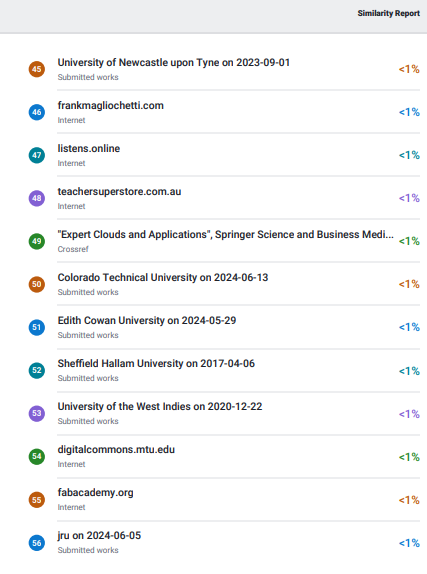 Similarity Report
45 University of Newcastle upon Tyne on 2023-09-01 <1%
Submitted works
46 frankmagliochetti.com <1%
Internet
47 listens.online <1%
Internet
48 teachersuperstore.com.au <1%
Internet
49 "Expert Clouds and Applications", Springer Science and Business Medi... <1%
Crossref
50 Colorado Technical University on 2024-06-13 <1%
Submitted works
51 Edith Cowan University on 2024-05-29 <1%
Submitted works
52 Sheffield Hallam University on 2017-04-06 <1%
Submitted works
53 University of the West Indies on 2020-12-22 <1%
Submitted works
54 digitalcommons.mtu.edu <1%
Internet
55 fabacademy.org <1%
Internet
56 jru on 2024-06-05 <1%
Submitted works